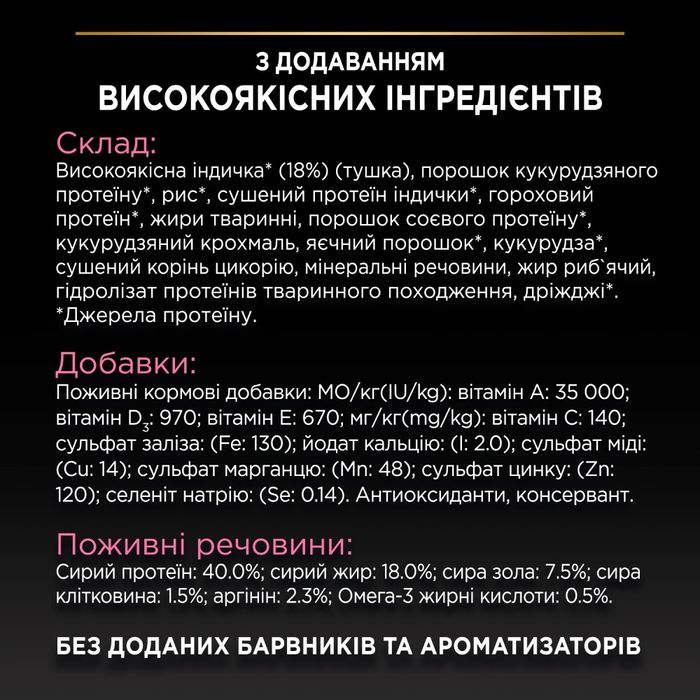 З ДОДАВАННЯМ
ВИСОКОЯКІСНИХ ІНГРЕДІЄНТІВ
Склад:
Високоякісна індичка* (18%) (тушка), порошок кукурудзяного
протеїну*, рис*, сушений протеїн індички*, гороховий
протеїн*, жири тваринні, порошок соєвого протеїну*,
кукурудзяний крохмаль, яєчний порошок*, кукурудза*,
сушений корінь цикорію, мінеральні речовини, жир риб`ячий,
гідролізат протеїнів тваринного походження, дріжджі*.
*Джерела протеїну.
Добавки:
Поживні кормові добавки: МО/кг(IU/kg): вітамін А: 35 000;
вітамін D3: 970; вітамін Е: 670; мг/кг(mg/kg): вітамін С: 140;
сульфат заліза: (Fe: 130); йодат кальцію: (I: 2.0); сульфат міді:
(Cu: 14); сульфат марганцю: (Mn: 48); сульфат цинку: (Zn:
120); селеніт натрію: (Se: 0.14). Антиоксиданти, консервант.
Поживні речовини:
Сирий протеїн: 40.0%; сирий жир: 18.0%; сира зола: 7.5%; сира
клітковина: 1.5%; аргінін: 2.3%; Омега-3 жирні кислоти: 0.5%.
БЕЗ ДОДАНИХ БАРВНИКІВ ТА АРОМАТИЗАТОРІВ